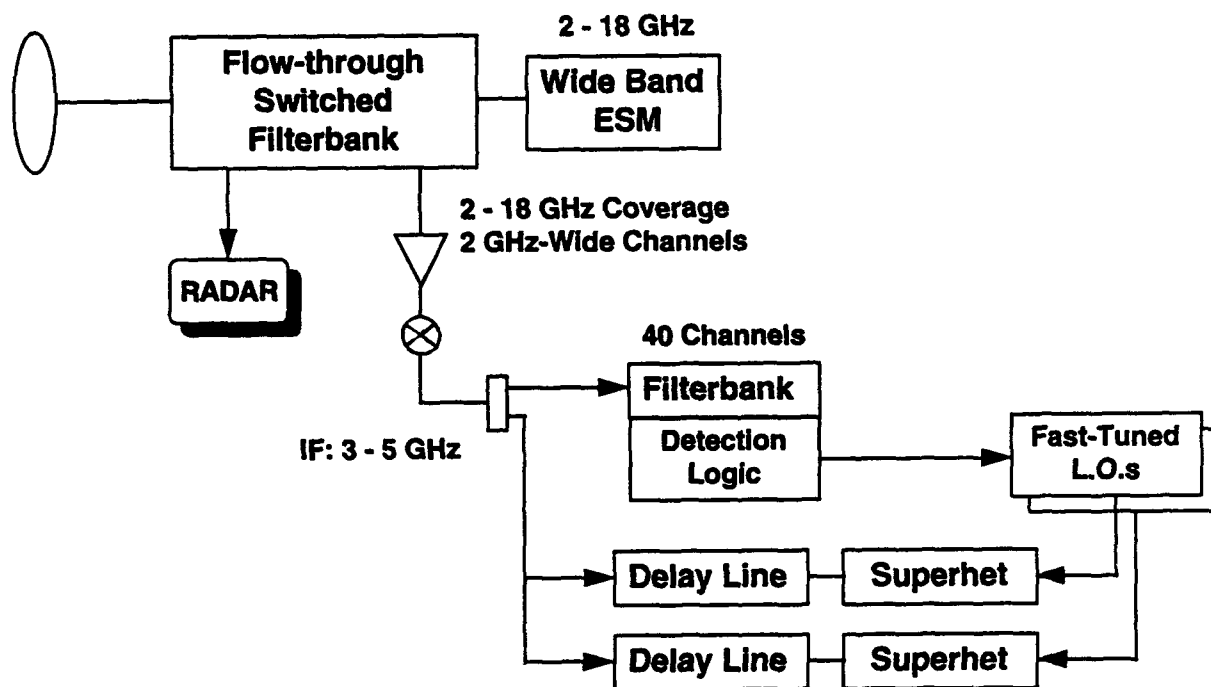 2 - 18 GHz
Flow-through
Switched
Filterbank
Wide Band
ESM
2 - 18 GHz Coverage
2 GHz-Wide Channels
RADAR
40 Channels
Filterbank
Detection
Logic
IF: 3 - 5 GHz
Fast-Tuned
L.O.s
Delay Line
Superhet
Delay Line
Superhet